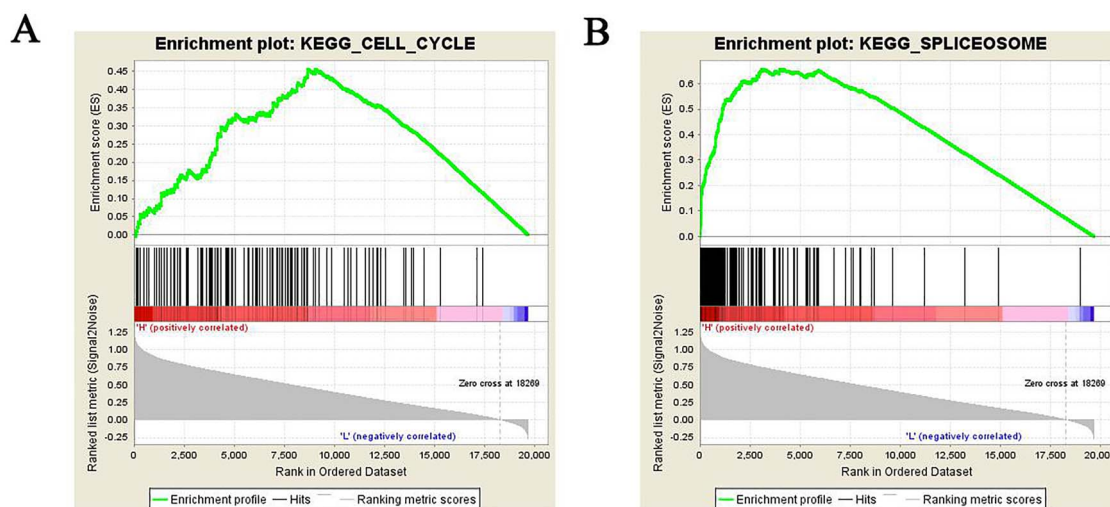 A
Enrichment plot: KEGG_CELL_CYCLE
Enrichment score (ES)
0.45
0.40
0.35
0.30
0.25
0.20
0.15
0.10
0.05
0.00
'H' (positively correlated)
Ranked list metric (Signal2Noise)
1.25
1.00
0.75
0.50
0.25
0.00
-0.25
Zero cross at 18269
'L' (negatively correlated)
0 2,500 5,000 7,500 10,000 12,500 15,000 17,500 20,000
Rank in Ordered Dataset
Enrichment profile Hits Ranking metric scores
B
Enrichment plot: KEGG_SPLICEOSOME
Enrichment score (ES)
0.6
0.5
0.4
0.3
0.2
0.1
0.0
'H' (positively correlated)
Ranked list metric (Signal2Noise)
1.25
1.00
0.75
0.50
0.25
0.00
-0.25
Zero cross at 18269
'L' (negatively correlated)
0 2,500 5,000 7,500 10,000 12,500 15,000 17,500 20,000
Rank in Ordered Dataset
Enrichment profile Hits Ranking metric scores